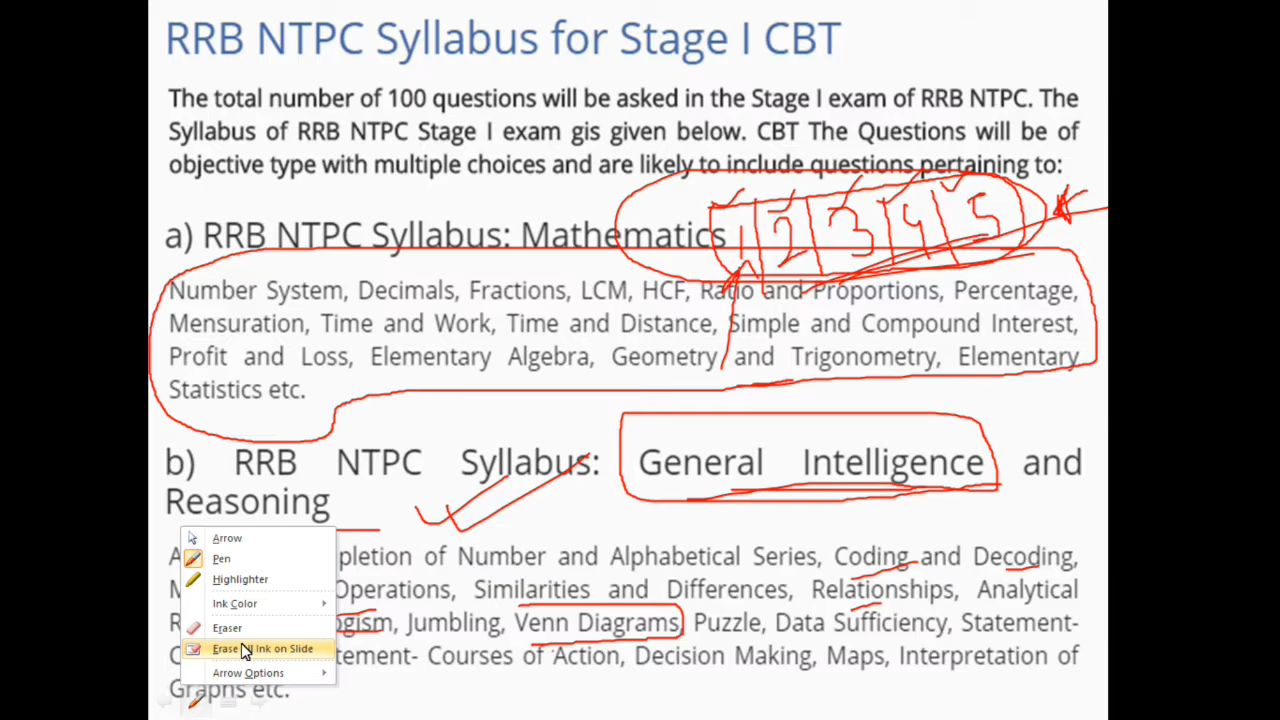 RRB NTPC Syllabus for Stage I CBT
The total number of 100 questions will be asked in the Stage I exam of RRB NTPC. The
Syllabus of RRB NTPC Stage I exam gis given below. CBT The Questions will be of
objective type with multiple choices and are likely to include questions pertaining to:
1 2 3 4 5
a) RRB NTPC Syllabus: Mathematics
Number System, Decimals, Fractions, LCM, HCF, Ratio and Proportions, Percentage,
Mensuration, Time and Work, Time and Distance, Simple and Compound Interest,
Profit and Loss, Elementary Algebra, Geometry and Trigonometry, Elementary
Statistics etc.
b) RRB NTPC Syllabus: General Intelligence and
Reasoning
pletion of Number and Alphabetical Series, Coding and Decoding,
Operations, Similarities and Differences, Relationships, Analytical
ogism, Jumbling, Venn Diagrams, Puzzle, Data Sufficiency, Statement-
tement- Courses of Action, Decision Making, Maps, Interpretation of
Graphs etc.
Arrow
Pen
Highlighter
Ink Color
Eraser
Erase All Ink on Slide
Arrow Options